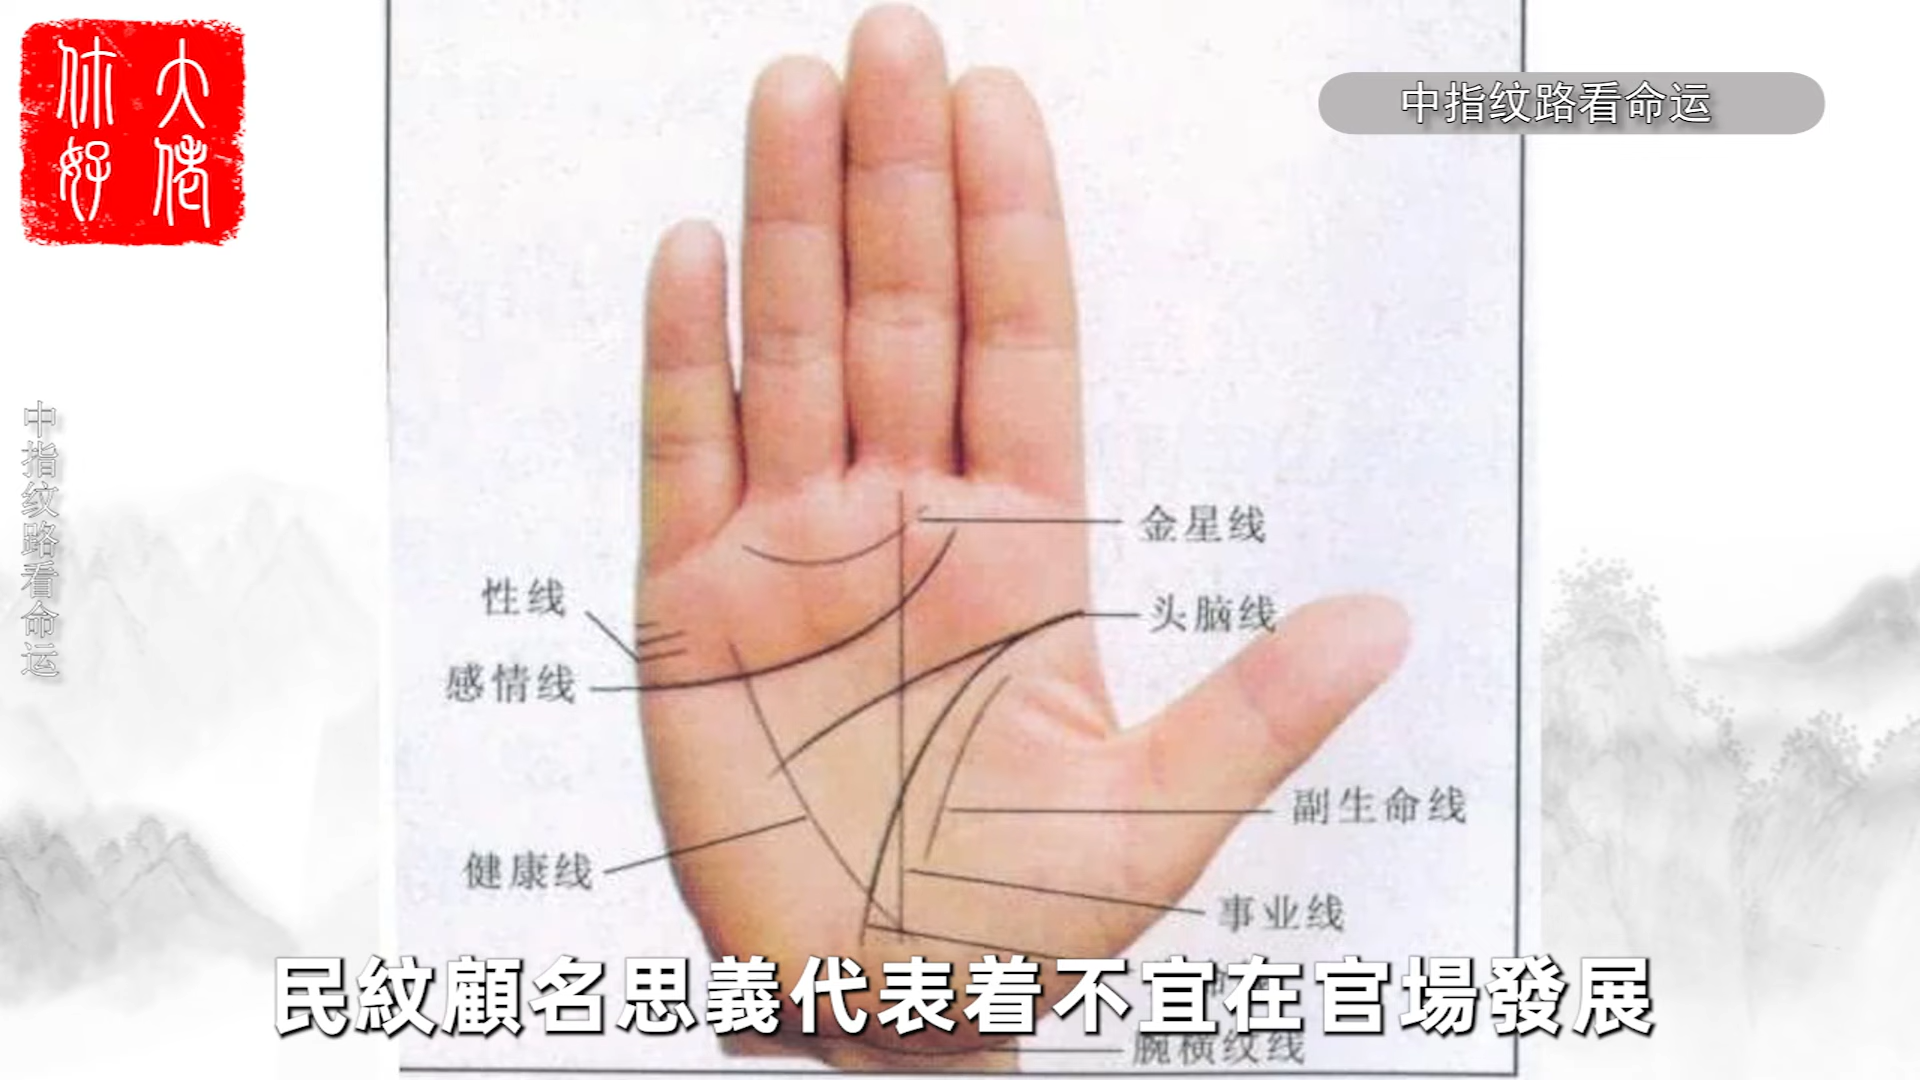 大佬
你好
中指纹路看命运
中指纹路看命运
金星线
性线
头脑线
感情线
副生命线
健康线
事业线
民紋顧名思義代表着不宜在官場發展
腕横纹线